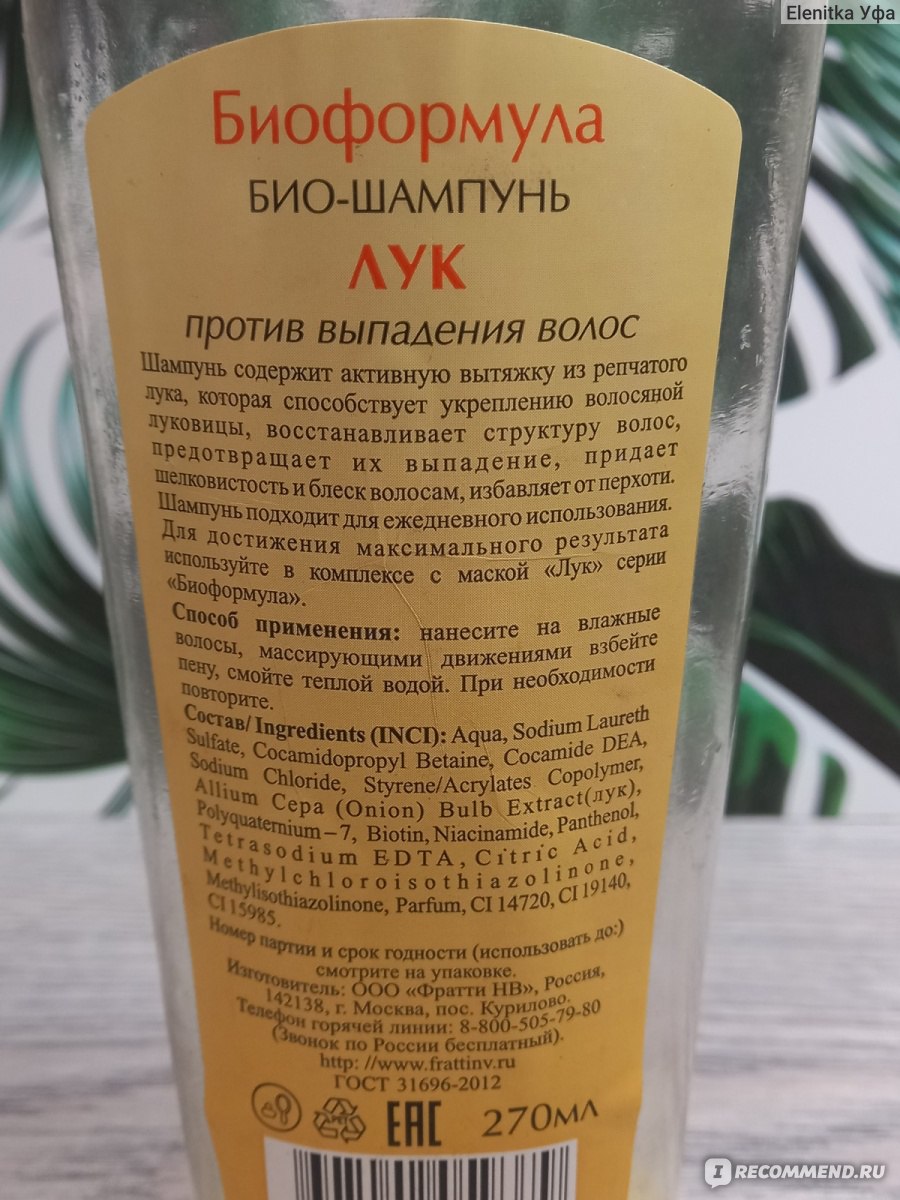 Elenitka Уфа
Биоформула
БИО-ШАМПУНЬ
ЛУК
против выпадения волос
Шампунь содержит активную вытяжку из репчатого
лука, которая способствует укреплению волосяной
луковицы, восстанавливает структуру волос,
предотвращает их выпадение, придает
шелковистость и блеск волосам, избавляет от перхоти.
Шампунь подходит для ежедневного использования.
Для достижения максимального результата
используйте в комплексе с маской «Лук» серии
«Биоформула».
Способ применения: нанесите на влажные
волосы, массирующими движениями взбейте
пену, смойте теплой водой. При необходимости
повторите.
Состав/ Ingredients (INCI): Aqua, Sodium Laureth
Sulfate, Cocamidopropyl Betaine, Cocamide DEA,
Sodium Chloride, Styrene/Acrylates Copolymer,
Allium Cepa (Onion) Bulb Extract(лук),
Polyquaternium–7, Biotin, Niacinamide, Panthenol,
Tetrasodium EDTA, Citric Acid,
Methylchloroisothiazolinone,
Methylisothiazolinone, Parfum, CI 14720, CI 19140,
CI 15985.
Номер партии и срок годности (использовать до:)
смотрите на упаковке.
Изготовитель: ООО «Фратти НВ», Россия,
142138, г. Москва, пос. Курилово.
Телефон горячей линии: 8-800-505-79-80
(Звонок по России бесплатный).
http: //www.frattinv.ru
ГОСТ 31696-2012
EAC 270МЛ
IRECOMMEND.RU